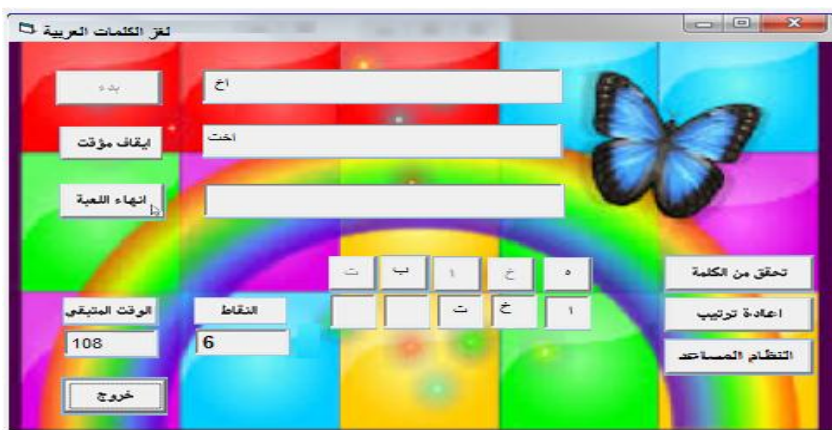 لغز الكلمات العربية
بدء
اخ
ايقاف مؤقت
اخت
انهاء اللعبة
ه خ ا ب ت
تحقق من الكلمة
ا خ ت
اعادة ترتيب
النقاط
الوقت المتبقي
6
108
النظام المساعد
خروج